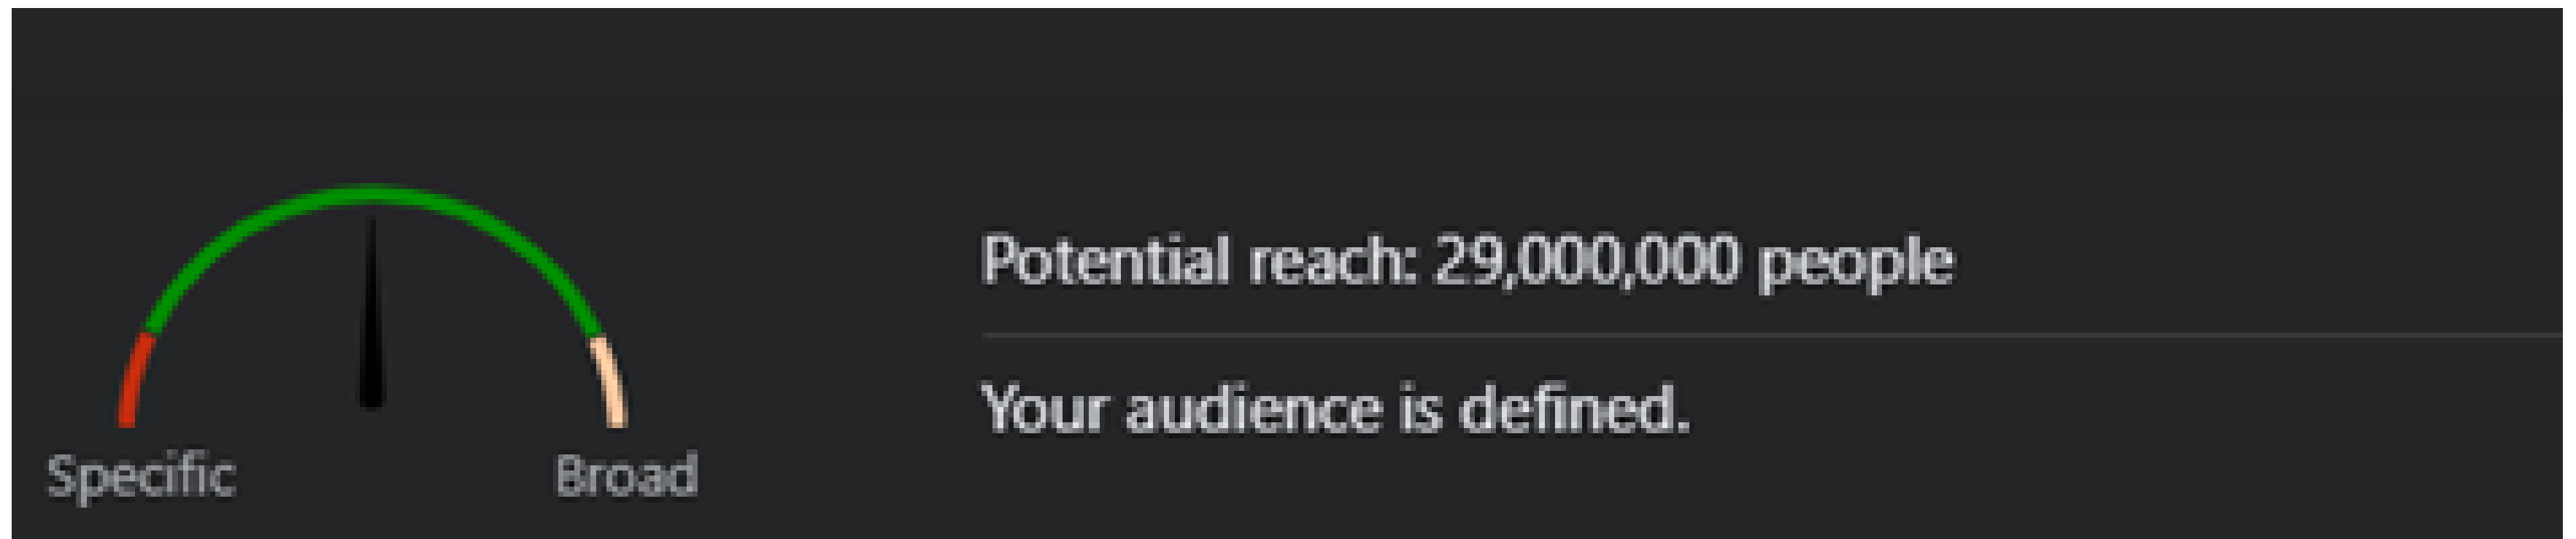 Potential reach: 29,000,000 people
Your audience is defined.
Specific
Broad